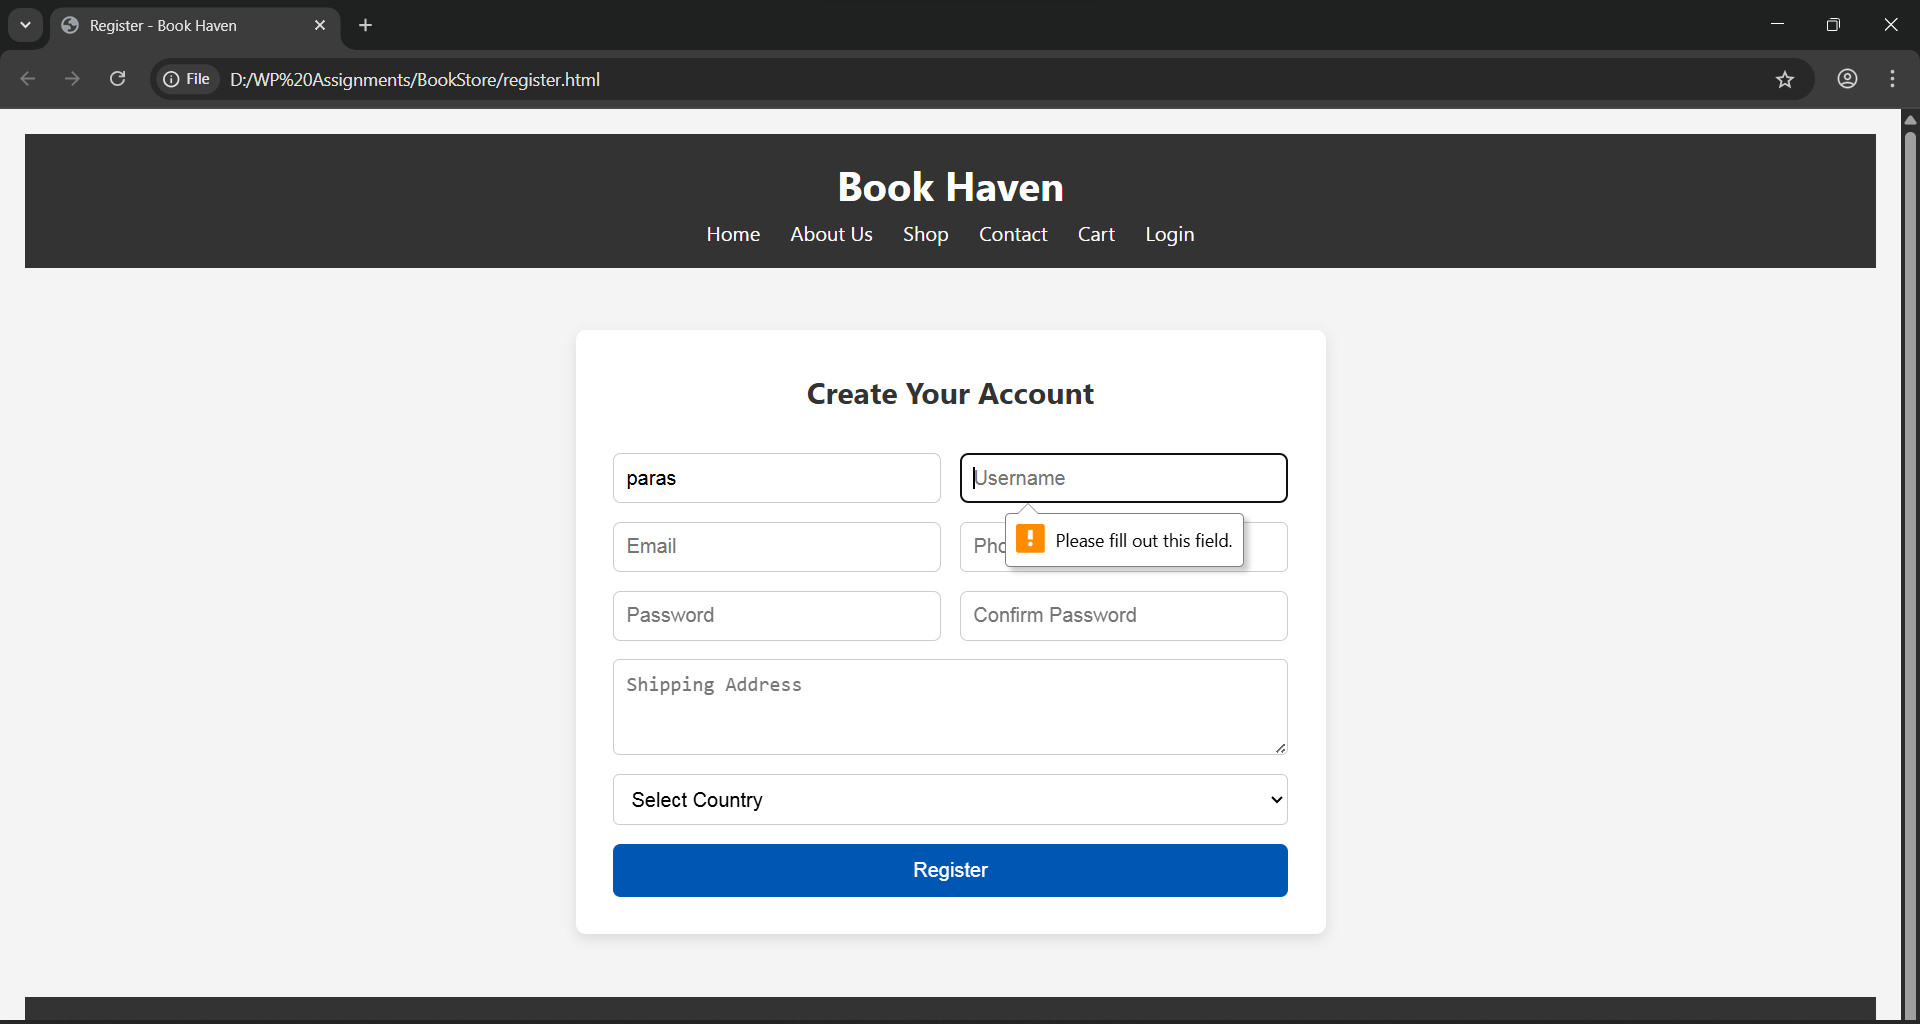 Register - Book Haven
File D:/WP%20Assignments/BookStore/register.html
Book Haven
Home About Us Shop Contact Cart Login
Create Your Account
paras Username
Email Pho
Please fill out this field.
Password Confirm Password
Shipping Address
Select Country
Register